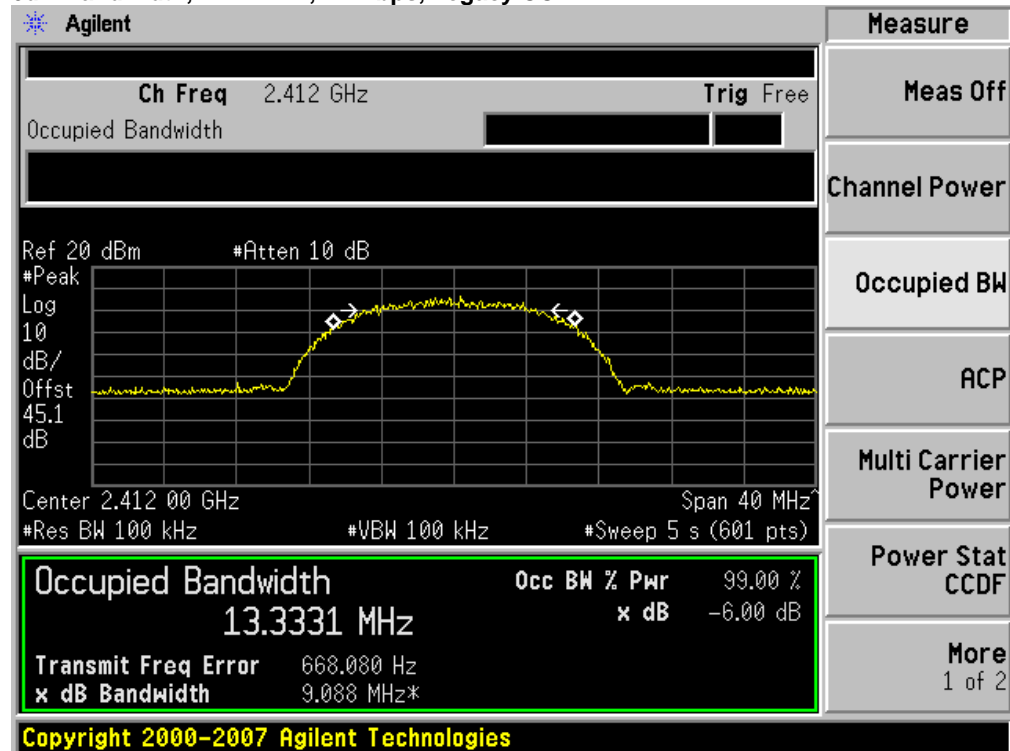 Agilent
Measure
Ch Freq 2.412 GHz Trig Free
Meas Off
Occupied Bandwidth
Channel Power
Ref 20 dBm #Atten 10 dB
#Peak
Log
10
dB/
Offst
45.1
dB
Occupied BW
ACP
Center 2.412 00 GHz Span 40 MHz^
#Res BW 100 kHz #VBW 100 kHz #Sweep 5 s (601 pts)
Multi Carrier
Power
Occupied Bandwidth Occ BW % Pwr 99.00 %
13.3331 MHz x dB -6.00 dB
Transmit Freq Error 668.080 Hz
x dB Bandwidth 9.088 MHz*
Power Stat
CCDF
More
1 of 2
Copyright 2000-2007 Agilent Technologies